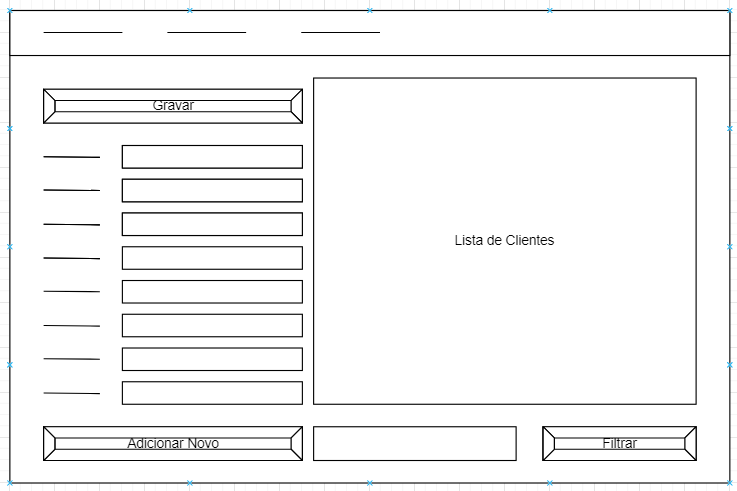 Gravar
Lista de Clientes
Adicionar Novo
Filtrar